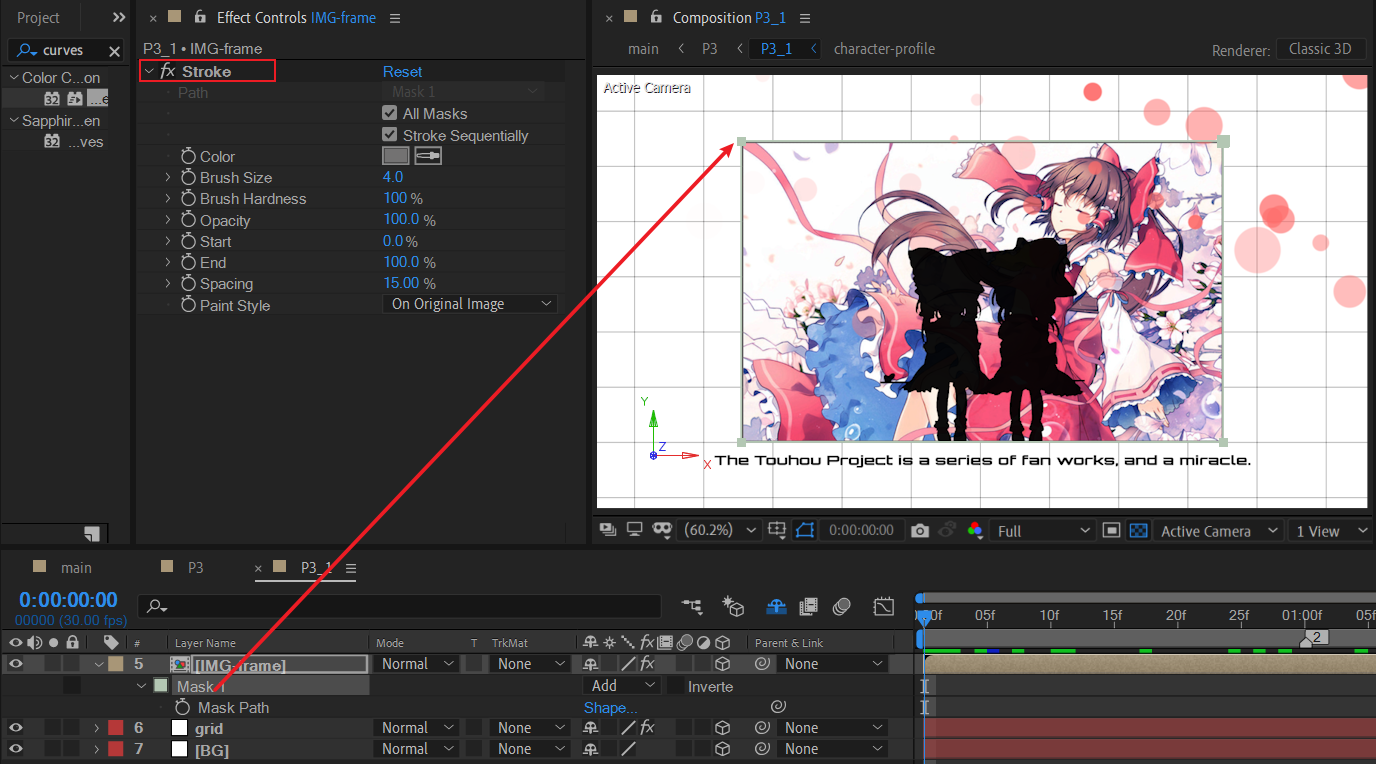 Project
curves
Color C...on
32
...e
Sapphir...en
32 ...ves
Effect Controls IMG-frame
P3_1 • IMG-frame
fx Stroke Reset
Path Mask 1
All Masks
Stroke Sequentially
Color
Brush Size 4.0
Brush Hardness 100 %
Opacity 100.0 %
Start 0.0 %
End 100.0 %
Spacing 15.00 %
Paint Style On Original Image
Composition P3_1
main P3 P3_1 character-profile
Renderer: Classic 3D
Active Camera
Y
Z
X
The Touhou Project is a series of fan works, and a miracle.
(60.2%) 0:00:00:00 Full Active Camera 1 View
main P3 P3_1
0:00:00:00
00000 (30.00 fps)
:00f 05f 10f 15f 20f 25f 01:00f 05f
2
# Layer Name Mode T TrkMat fx Parent & Link
5 [IMG-frame] Normal None fx None
Mask 1 Add Inverte
Mask Path Shape...
6 grid Normal None fx None
7 [BG] Normal None None